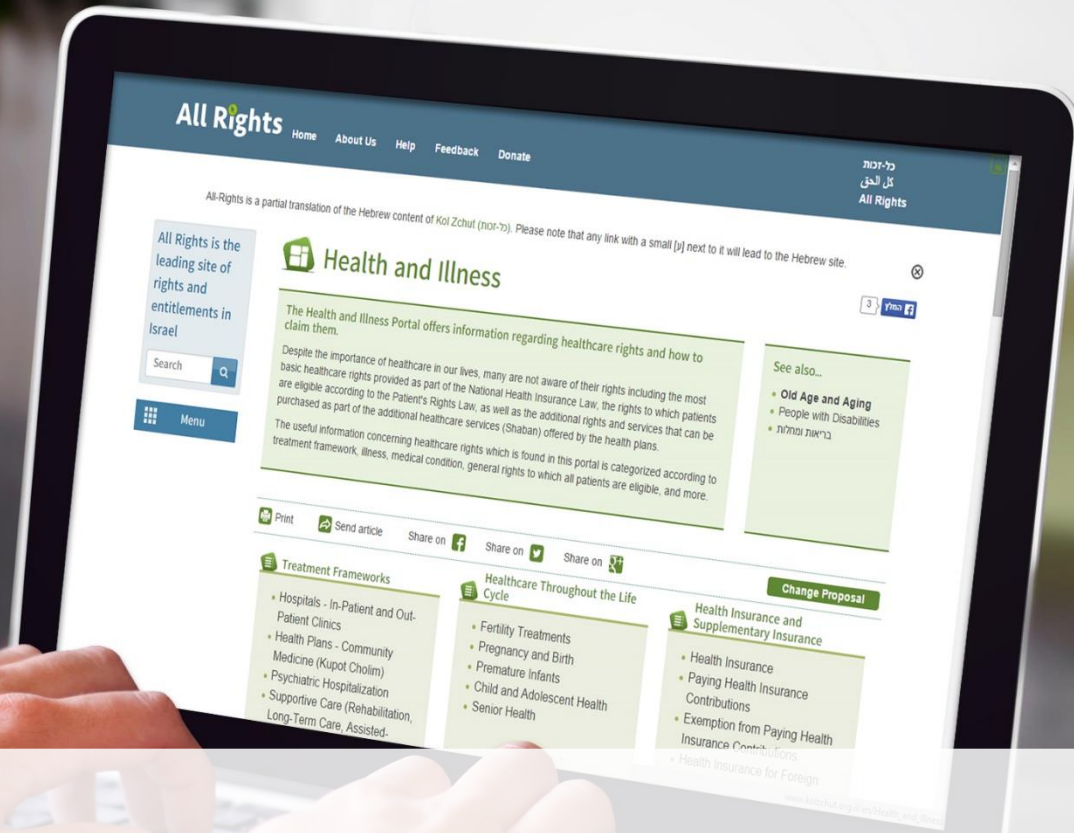 All Rights
Home About Us Help Feedback Donate
כל-זכות
كل الحق
All Rights
All-Rights is a partial translation of the Hebrew content of Kol Zchut (כל-זכות). Please note that any link with a small [ע] next to it will lead to the Hebrew site.
All Rights is the
leading site of
rights and
entitlements in
Israel
Search
Menu
Health and Illness
3 המלץ
The Health and Illness Portal offers information regarding healthcare rights and how to
claim them.
Despite the importance of healthcare in our lives, many are not aware of their rights including the most
basic healthcare rights provided as part of the National Health Insurance Law, the rights to which patients
are eligible according to the Patient's Rights Law, as well as the additional rights and services that can be
purchased as part of the additional healthcare services (Shaban) offered by the health plans.
The useful information concerning healthcare rights which is found in this portal is categorized according to
treatment framework, illness, medical condition, general rights to which all patients are eligible, and more.
See also...
Old Age and Aging
People with Disabilities
בריאות ומחלות
Print Send article Share on Share on Share on
Change Proposal
Treatment Frameworks
Hospitals - In-Patient and Out-
Patient Clinics
Health Plans - Community
Medicine (Kupot Cholim)
Psychiatric Hospitalization
Supportive Care (Rehabilitation,
Long-Term Care, Assisted-
Healthcare Throughout the Life
Cycle
Fertility Treatments
Pregnancy and Birth
Premature Infants
Child and Adolescent Health
Senior Health
Health Insurance and
Supplementary Insurance
Health Insurance
Paying Health Insurance
Contributions
Exemption from Paying Health
Insurance Contributions
Health Insurance for Foreign
www.kolzchut.org.il/en/Health_and_Illness